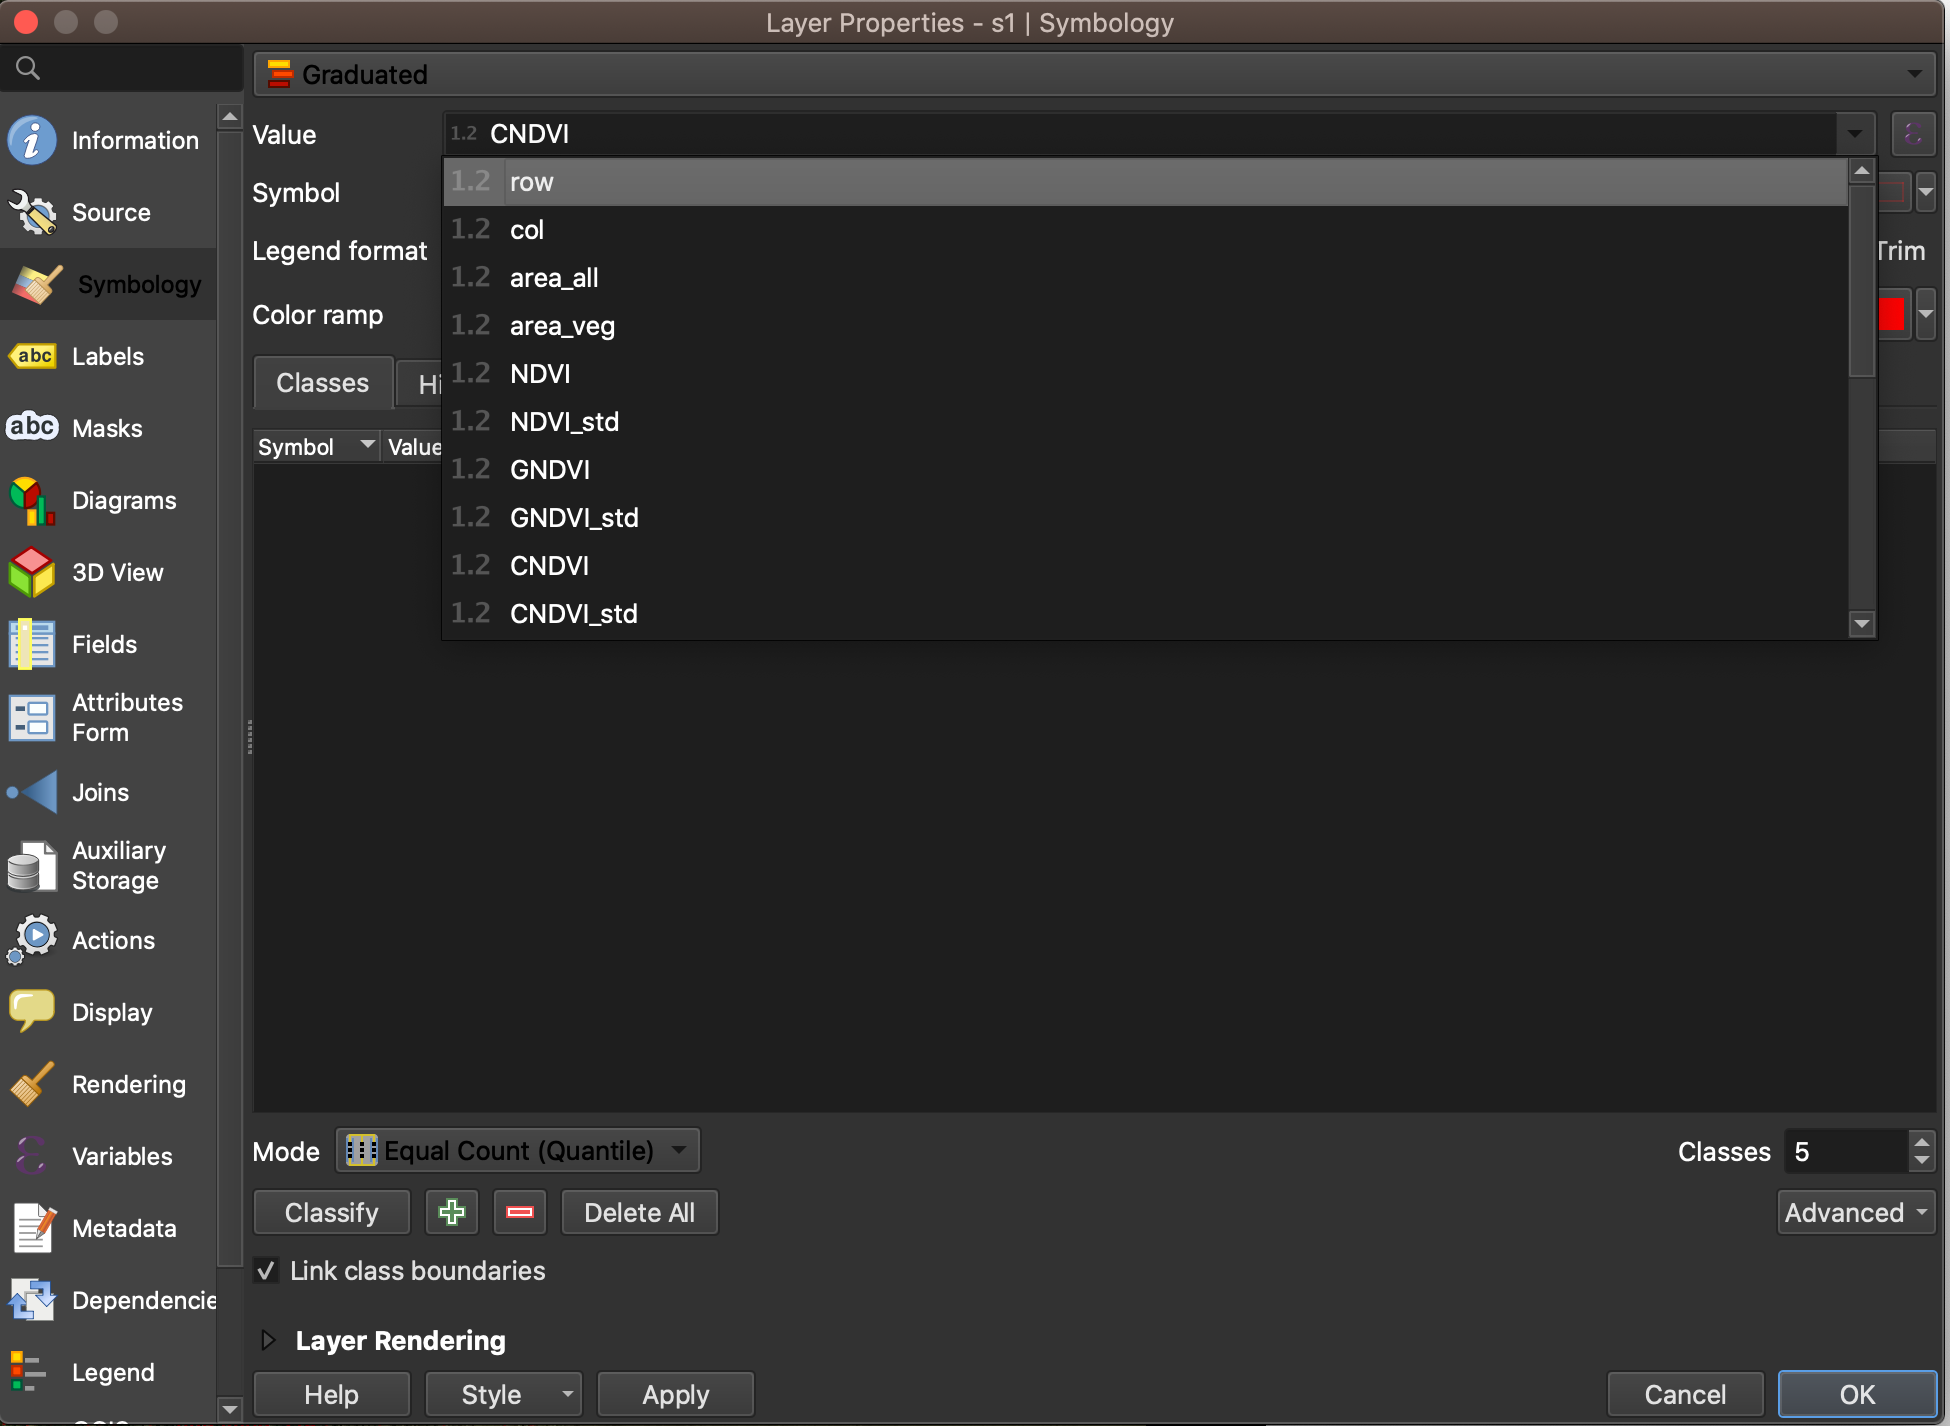 Layer Properties - s1 | Symbology
Graduated
Information
Value
1.2 CNDVI
1.2 row
Symbol
Source
1.2 col
Legend format
Trim
1.2 area_all
Symbology
Color ramp
1.2 area_veg
Labels
abc
1.2 NDVI
Classes
Hi
1.2 NDVI_std
Masks
abc
Symbol
Value
1.2 GNDVI
Diagrams
1.2 GNDVI_std
3D View
1.2 CNDVI
1.2 CNDVI_std
Fields
Attributes
Form
Joins
Auxiliary
Storage
Actions
Display
Rendering
Variables
Metadata
Dependencie
Legend
Mode
Equal Count (Quantile)
Classes
5
Classify
Delete All
Advanced
Link class boundaries
Layer Rendering
Help
Style
Apply
Cancel
OK